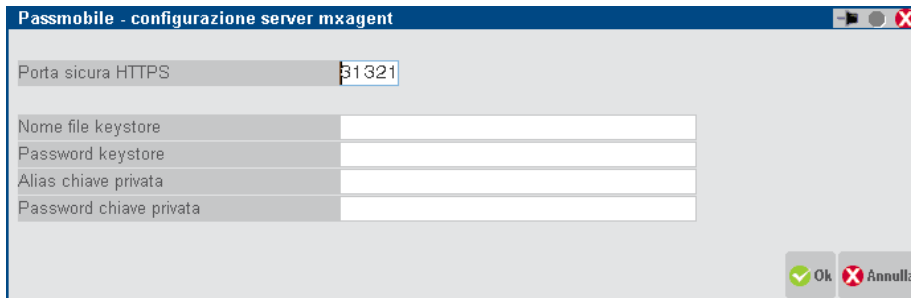 Passmobile - configurazione server mxagent
Porta sicura HTTPS 31321
Nome file keystore
Password keystore
Alias chiave privata
Password chiave privata
Ok Annulla